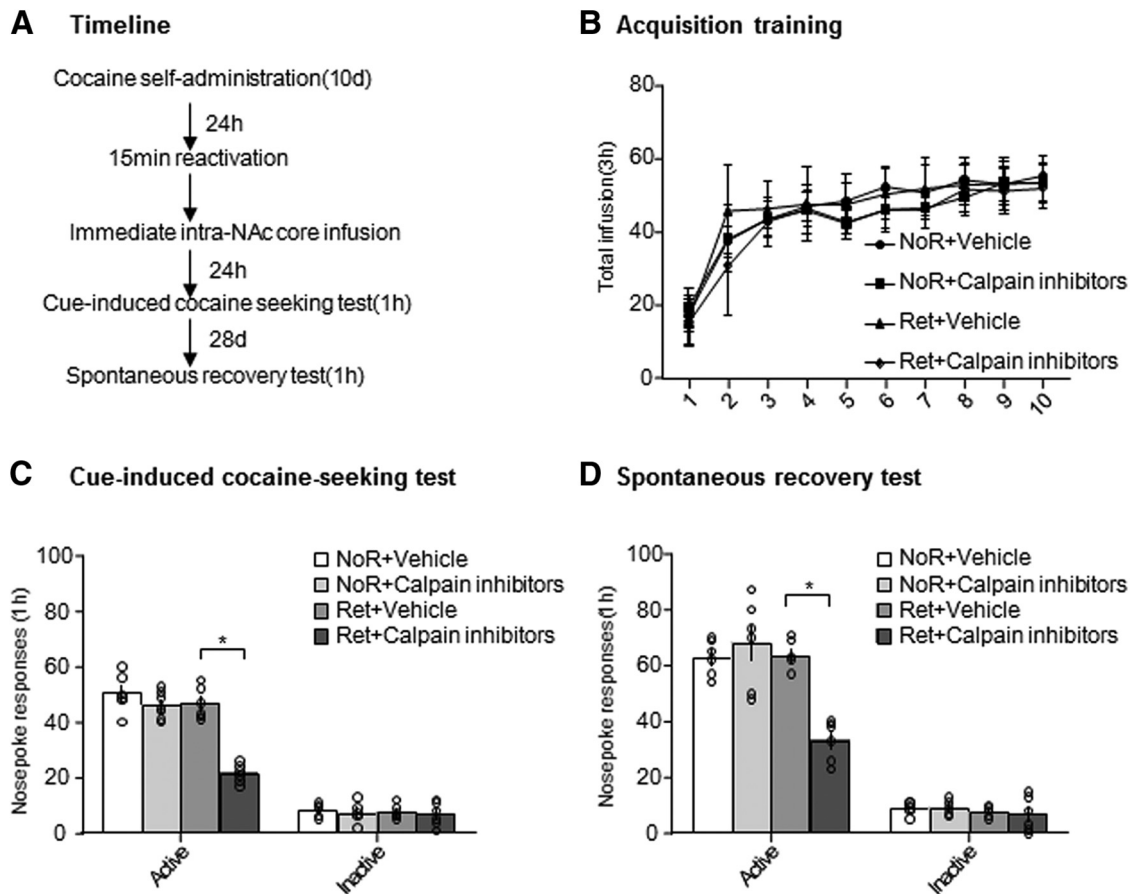 A Timeline
Cocaine self-administration(10d)
24h
15min reactivation
Immediate intra-NAc core infusion
24h
Cue-induced cocaine seeking test(1h)
28d
Spontaneous recovery test(1h)
B Acquisition training
Total infusion(3h)
80
60
40
20
0
1 2 3 4 5 6 7 8 9 10
NoR+Vehicle
NoR+Calpain inhibitors
Ret+Vehicle
Ret+Calpain inhibitors
C Cue-induced cocaine-seeking test
Nosepoke responses (1h)
100
80
60
40
20
0
NoR+Vehicle
NoR+Calpain inhibitors
Ret+Vehicle
Ret+Calpain inhibitors
*
Active Inactive
D Spontaneous recovery test
Nosepoke responses (1h)
100
80
60
40
20
0
NoR+Vehicle
NoR+Calpain inhibitors
Ret+Vehicle
Ret+Calpain inhibitors
*
Active Inactive